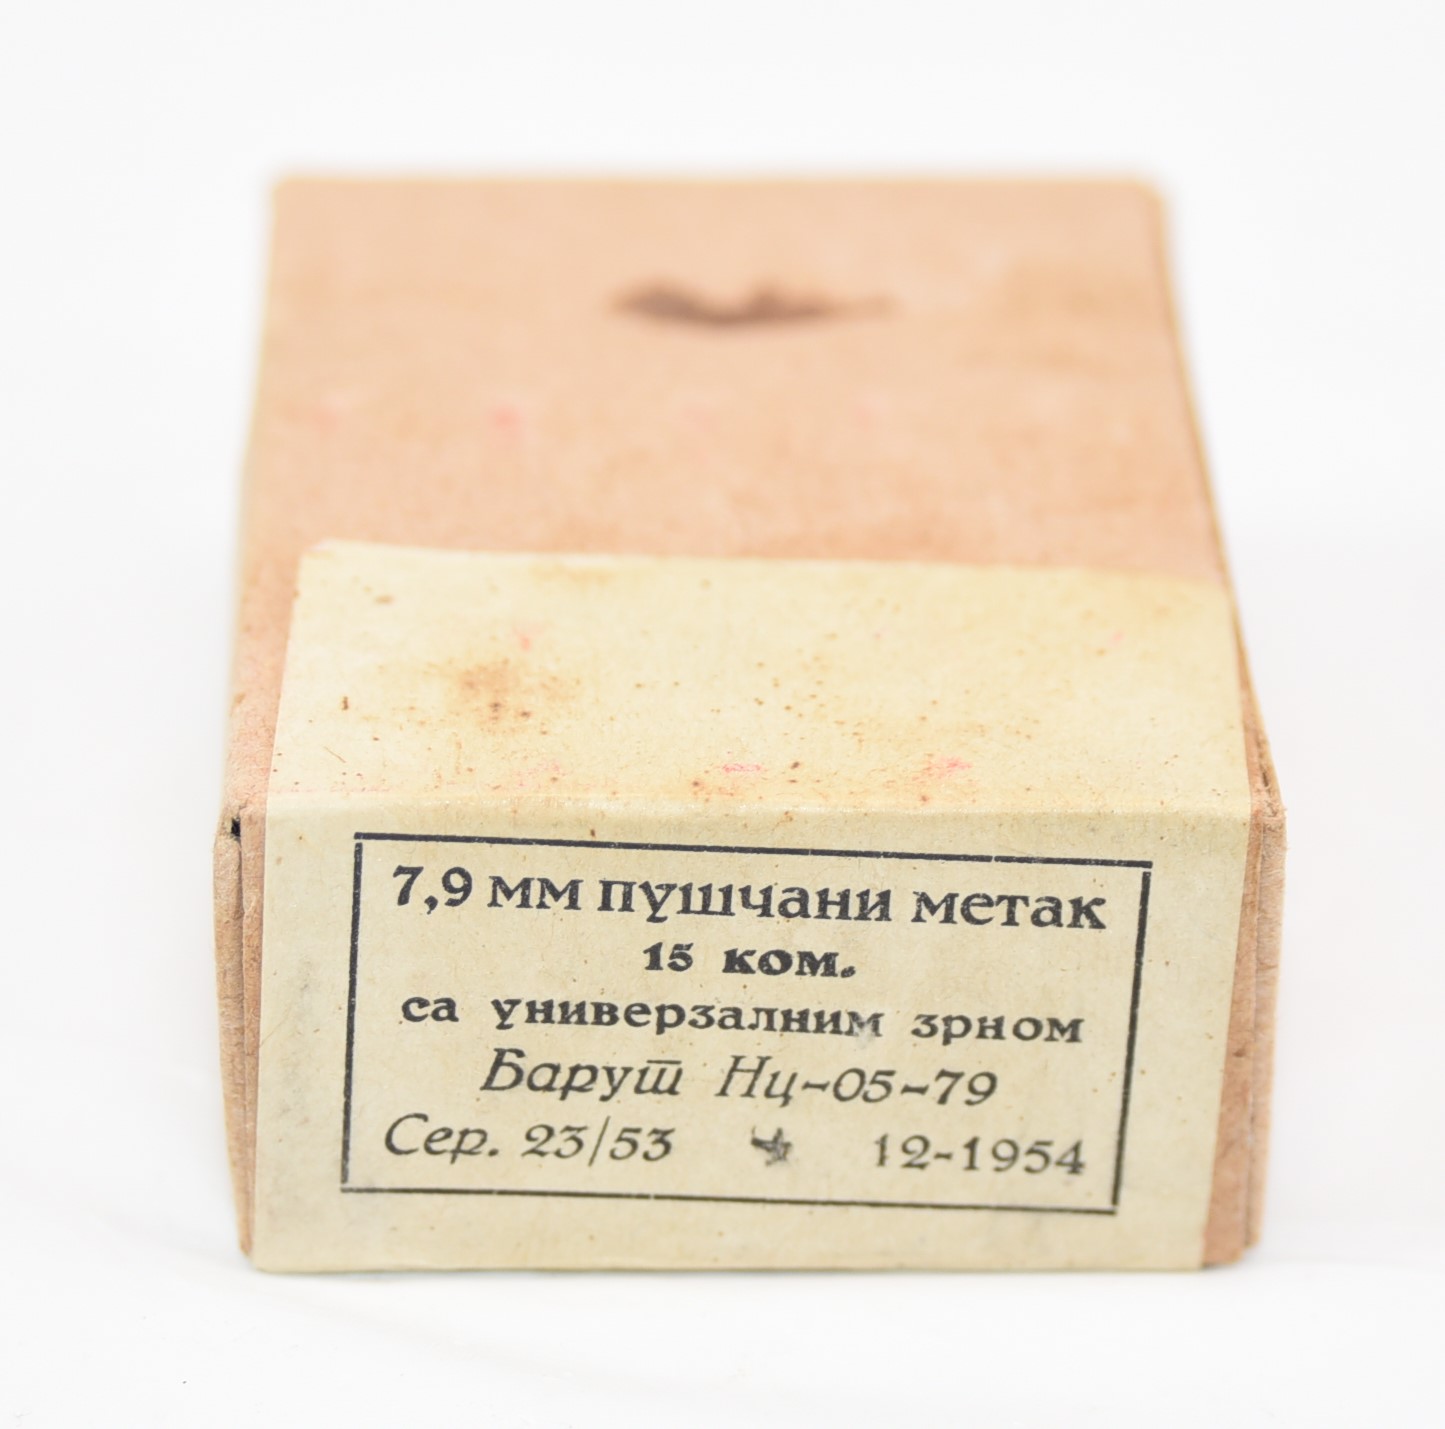 7,9 мм пушчани метак
15 ком.
са универзалним зрном
Барут Нц-05-79
Сер. 23/53 12-1954